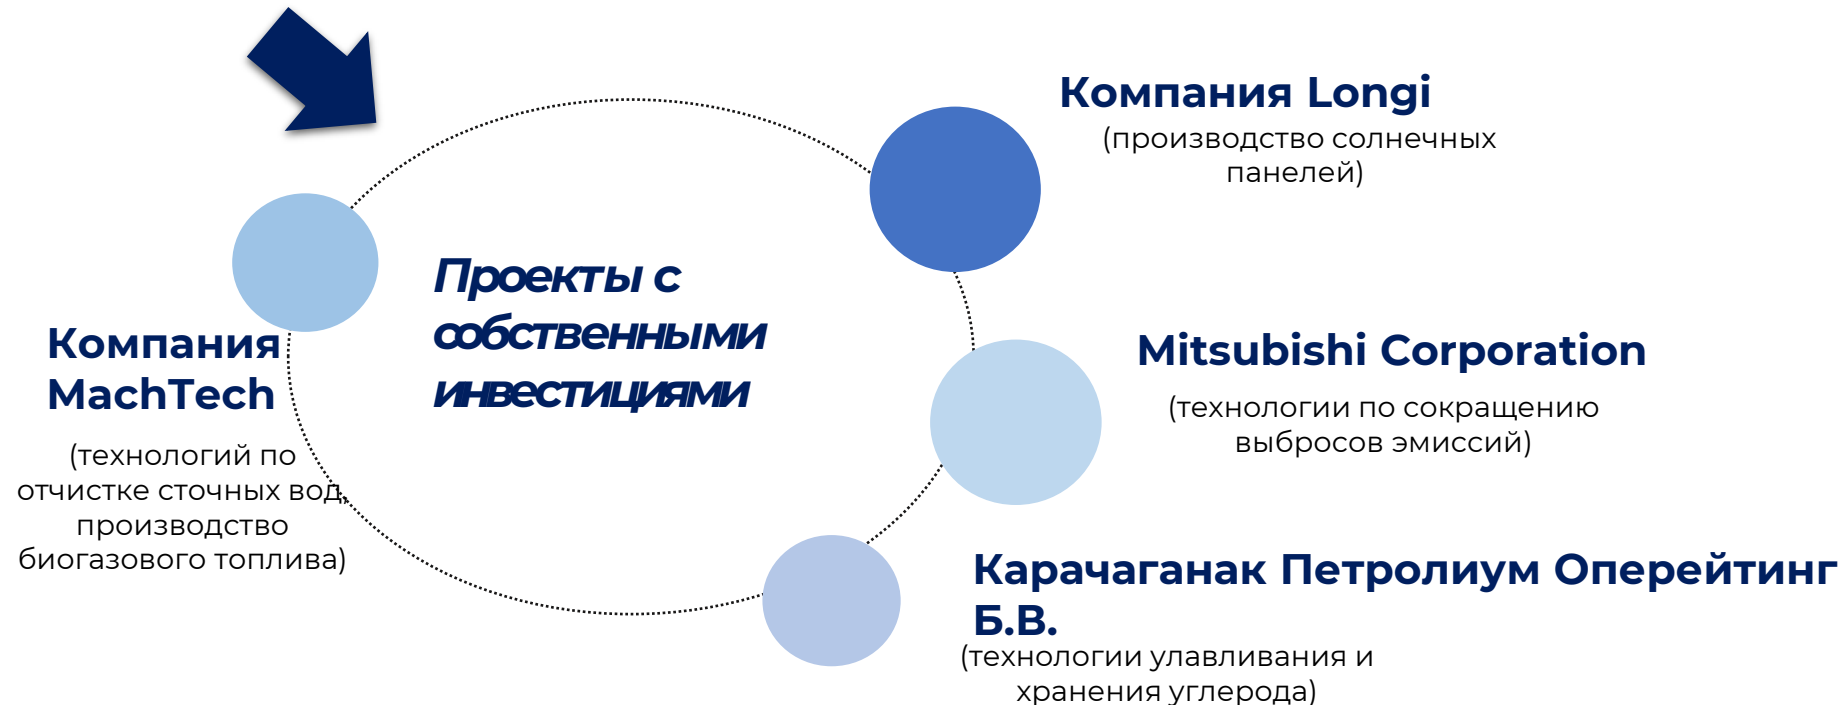 Компания Longi
(производство солнечных
панелей)
Проекты с
собственными
инвестициями
Компания
MachTech
(технологий по
отчистке сточных вод,
производство
биогазового топлива)
Mitsubishi Corporation
(технологии по сокращению
выбросов эмиссий)
Карачаганак Петролиум Оперейтинг
Б.В.
(технологии улавливания и
хранения углерода)